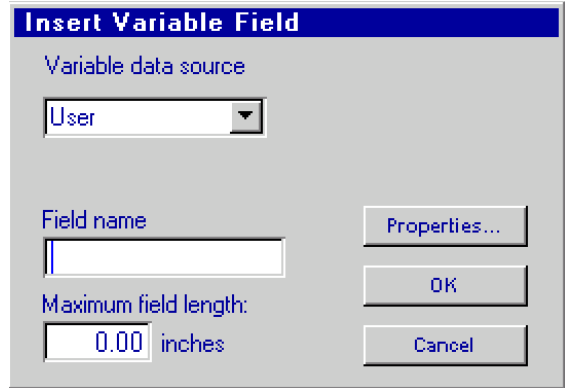 Insert Variable Field
Variable data source
User
Field name
Properties...
OK
Maximum field length:
0.00 inches
Cancel